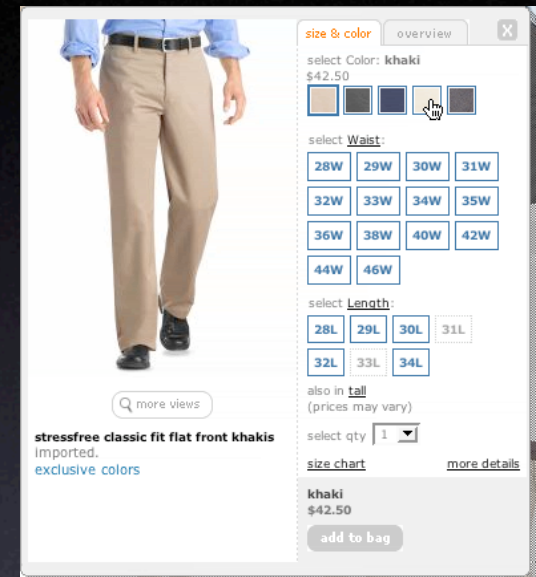 size & color
overview
X
select Color: khaki
$42.50
select Waist:
28W 29W 30W 31W
32W 33W 34W 35W
36W 38W 40W 42W
44W 46W
select Length:
28L 29L 30L 31L
32L 33L 34L
also in tall
(prices may vary)
select qty 1
size chart more details
khaki
$42.50
add to bag
more views
stressfree classic fit flat front khakis
imported.
exclusive colors